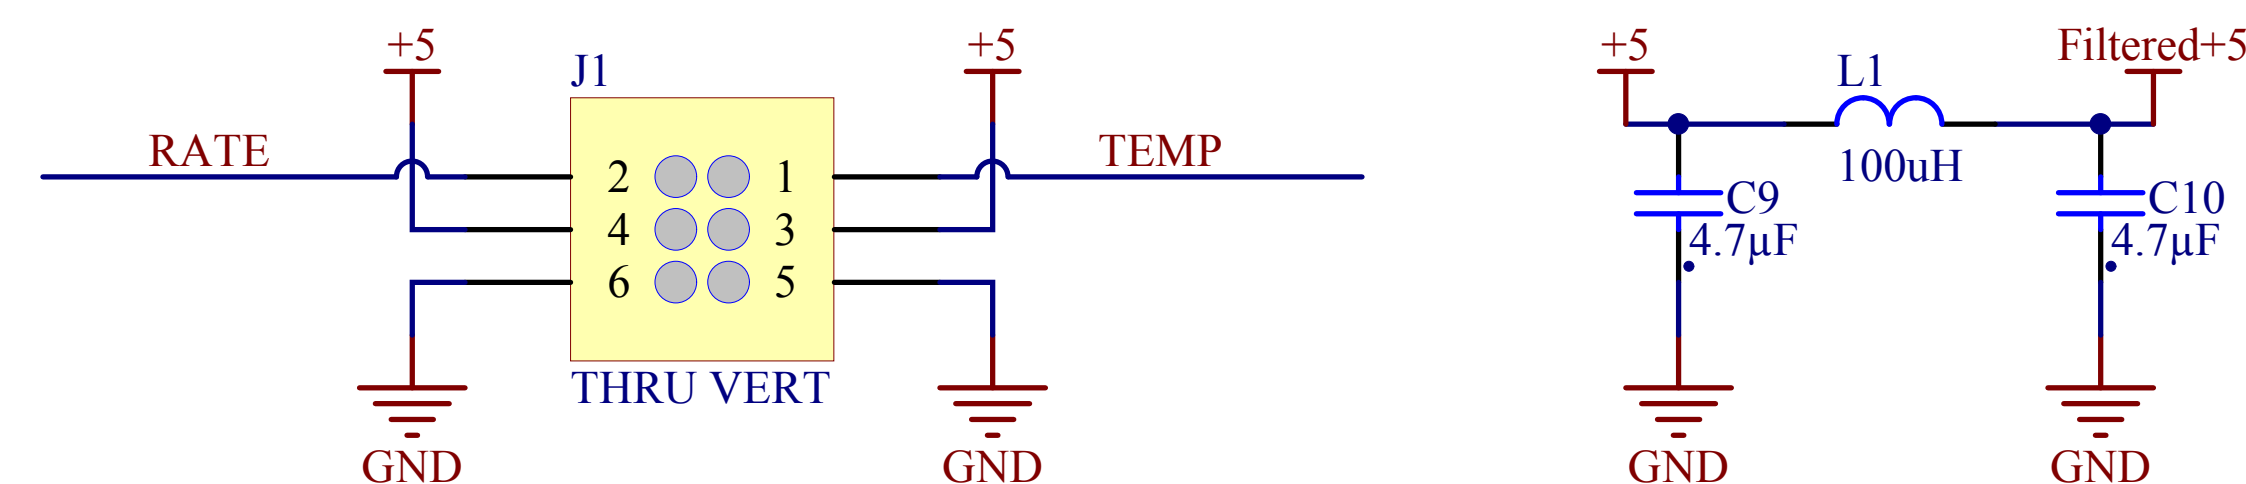 +5
+5
J1
RATE
TEMP
2
1
4
3
6
5
THRU VERT
GND
GND
+5
Filtered+5
L1
100uH
C9
4.7µF
C10
4.7µF
GND
GND